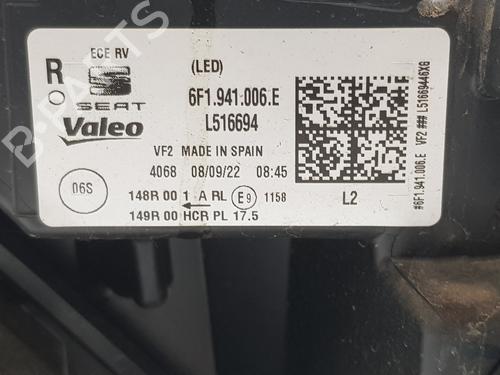 ECE RV
R
(LED)
SEAT
6F1.941.006.E
Valeo
L516694
VF2 MADE IN SPAIN
4068 08/09/22 08:45
06S
148R 00 1 A RL E9 1158
L2
149R 00 HCR PL 17.5
#6F1.941.006.E VF2 ### L51669446XG
B-PARTS